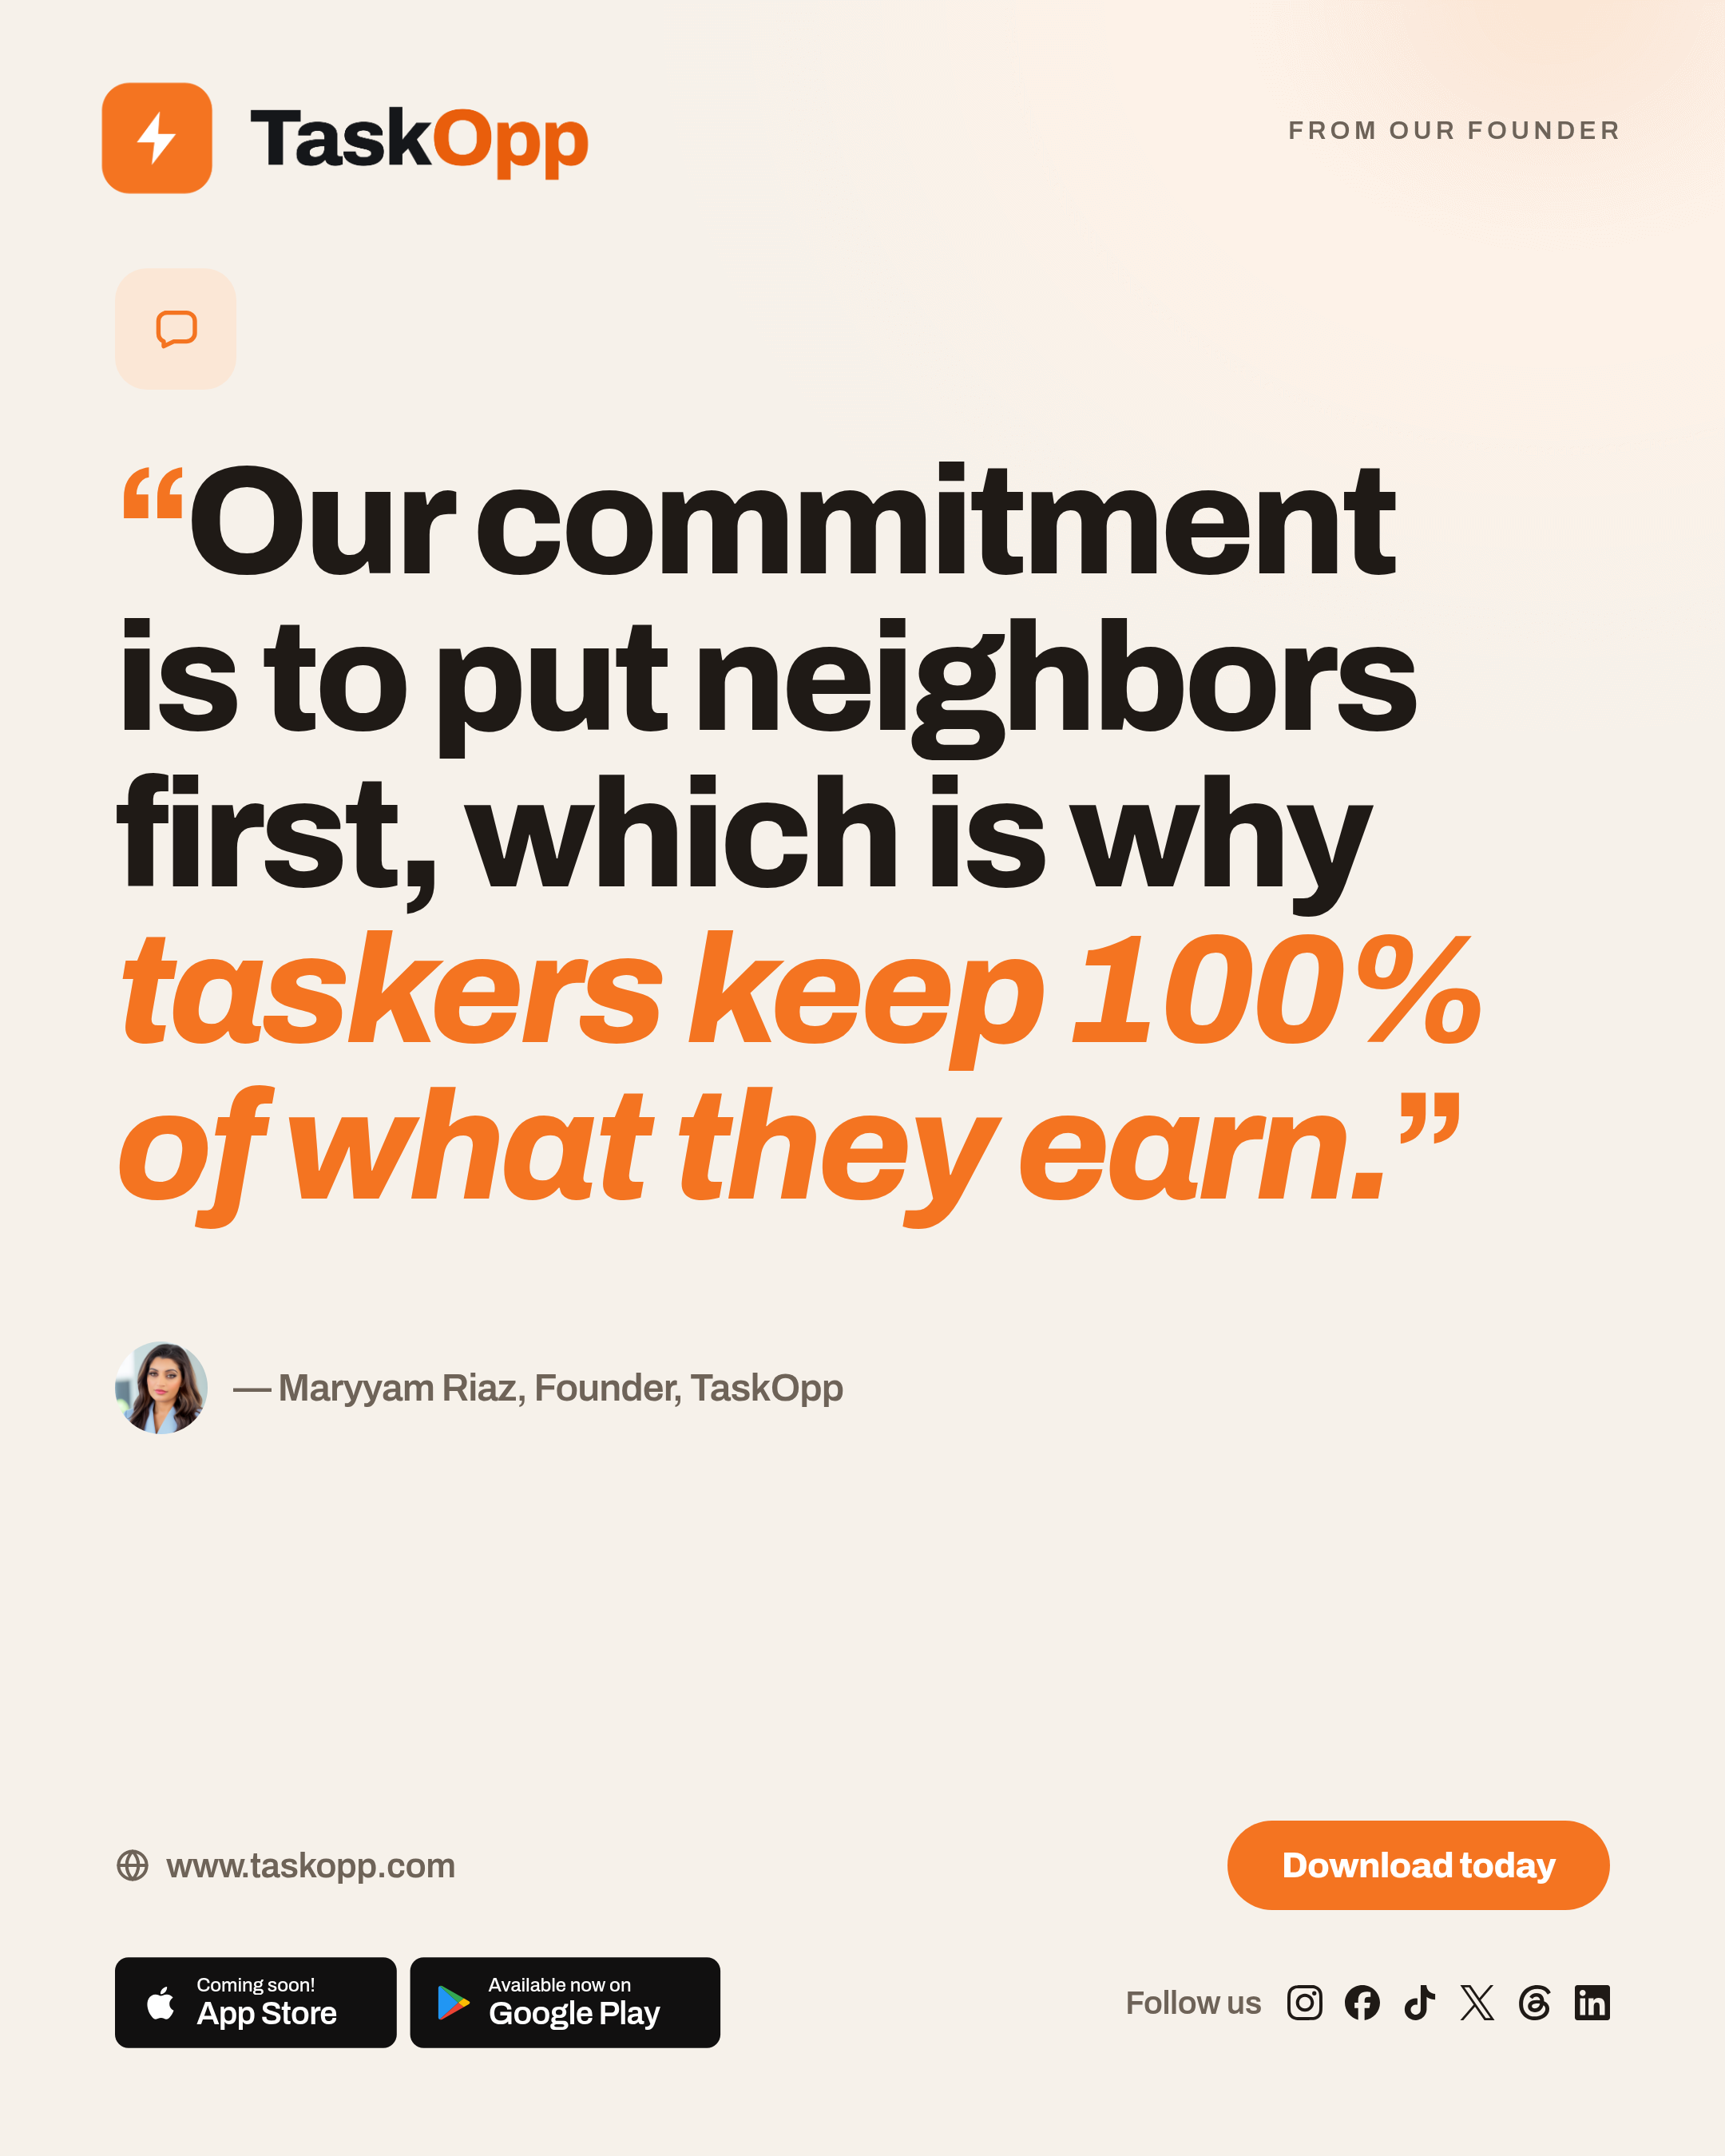 TaskOpp
FROM OUR FOUNDER
“Our commitment
is to put neighbors
first, which is why
taskers keep 100%
of what they earn.”
— Maryyam Riaz, Founder, TaskOpp
www.taskopp.com
Download today
Coming soon!
App Store
Available now on
Google Play
Follow us